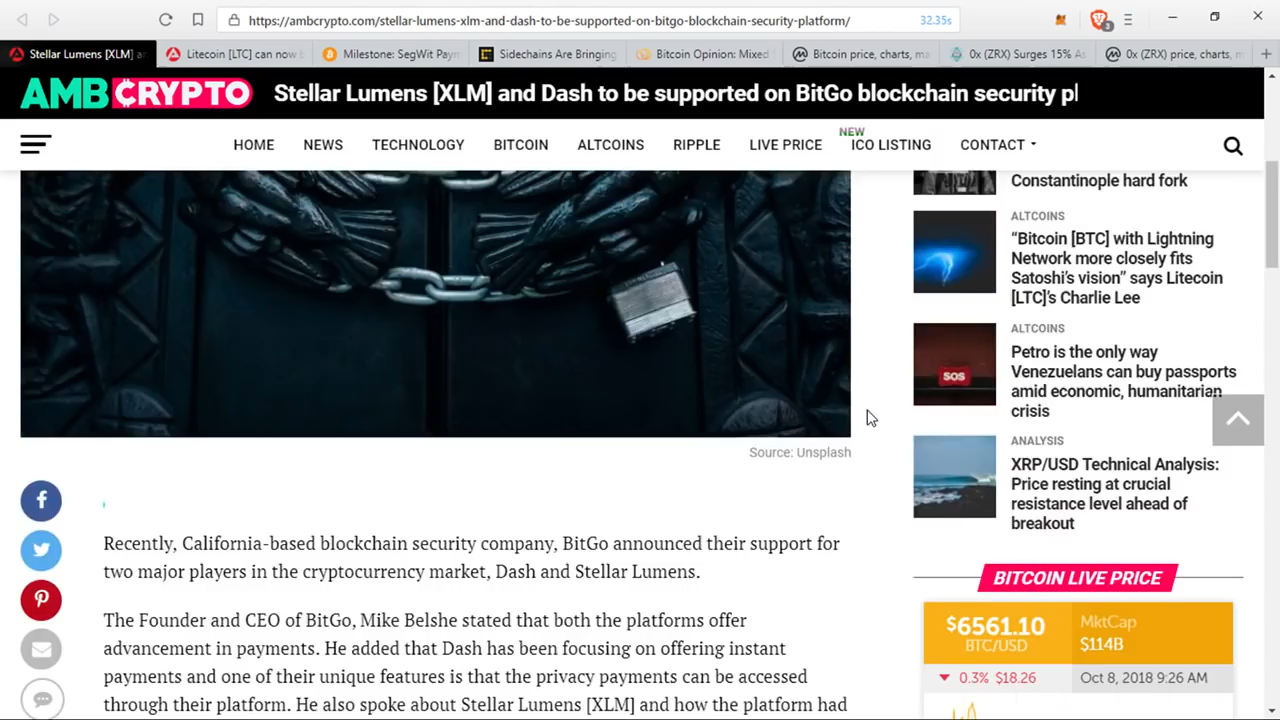 https://ambcrypto.com/stellar-lumens-xlm-and-dash-to-be-supported-on-bitgo-blockchain-security-platform/
32.35s
3
Stellar Lumens [XLM] a
Litecoin [LTC] can now
Milestone: SegWit Pay
Sidechains Are Bringing
Bitcoin Opinion: Mixed
Bitcoin price, charts, ma
0x (ZRX) Surges 15% As
0x (ZRX) price, charts, m
AMBCRYPTO
Stellar Lumens [XLM] and Dash to be supported on BitGo blockchain security pl
HOME
NEWS
TECHNOLOGY
BITCOIN
ALTCOINS
RIPPLE
LIVE PRICE
NEW
ICO LISTING
CONTACT
Constantinople hard fork
ALTCOINS
“Bitcoin [BTC] with Lightning
Network more closely fits
Satoshi’s vision” says Litecoin
[LTC]’s Charlie Lee
ALTCOINS
SOS
Petro is the only way
Venezuelans can buy passports
amid economic, humanitarian
crisis
ANALYSIS
XRP/USD Technical Analysis:
Price resting at crucial
resistance level ahead of
breakout
Source: Unsplash
Recently, California-based blockchain security company, BitGo announced their support for
two major players in the cryptocurrency market, Dash and Stellar Lumens.
The Founder and CEO of BitGo, Mike Belshe stated that both the platforms offer
advancement in payments. He added that Dash has been focusing on offering instant
payments and one of their unique features is that the privacy payments can be accessed
through their platform. He also spoke about Stellar Lumens [XLM] and how the platform had
BITCOIN LIVE PRICE
$6561.10
BTC/USD
MktCap
$114B
0.3% $18.26
Oct 8, 2018 9:26 AM